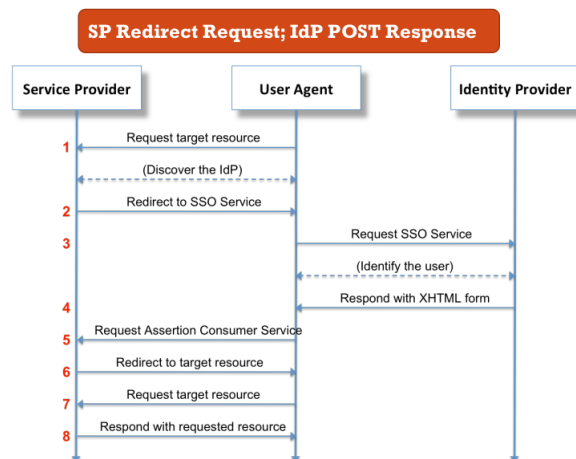 SP Redirect Request; IdP POST Response
Service Provider
User Agent
Identity Provider
1 Request target resource
(Discover the IdP)
2 Redirect to SSO Service
3 Request SSO Service
(Identify the user)
4 Respond with XHTML form
5 Request Assertion Consumer Service
6 Redirect to target resource
7 Request target resource
8 Respond with requested resource